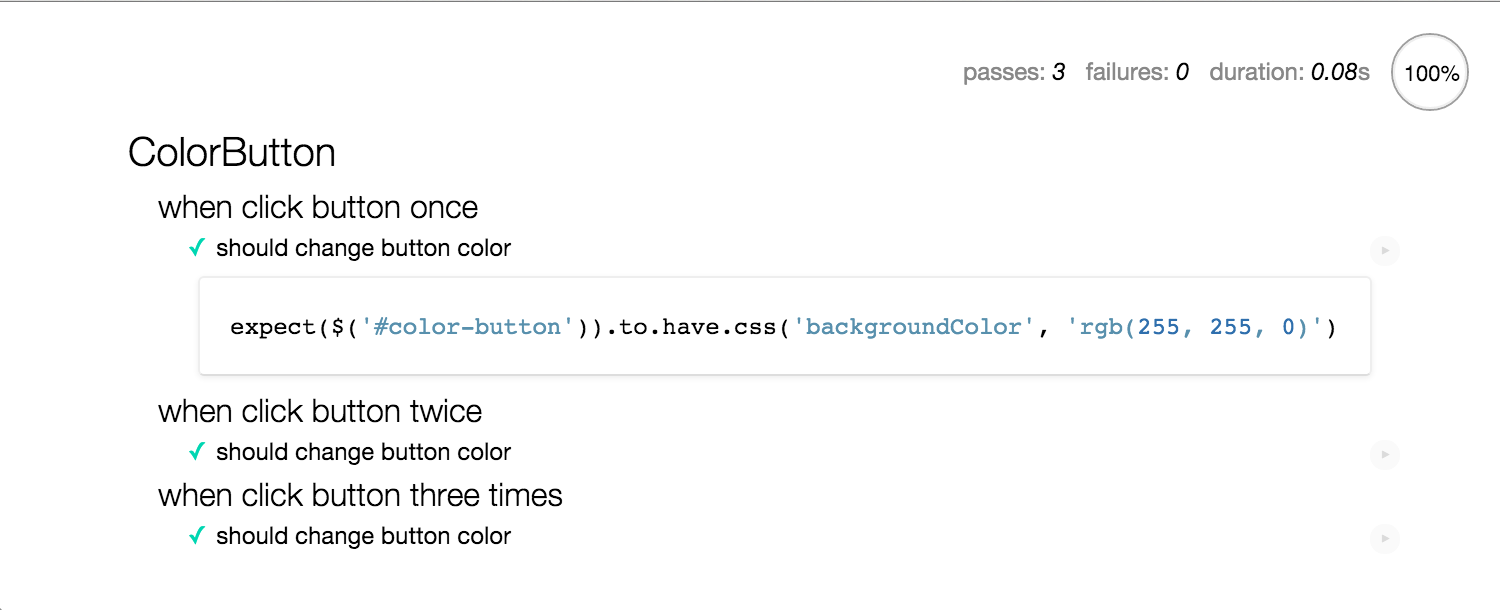 passes: 3 failures: 0 duration: 0.08s 100%
ColorButton
when click button once
✓ should change button color
expect($('#color-button')).to.have.css('backgroundColor', 'rgb(255, 255, 0)')
when click button twice
✓ should change button color
when click button three times
✓ should change button color